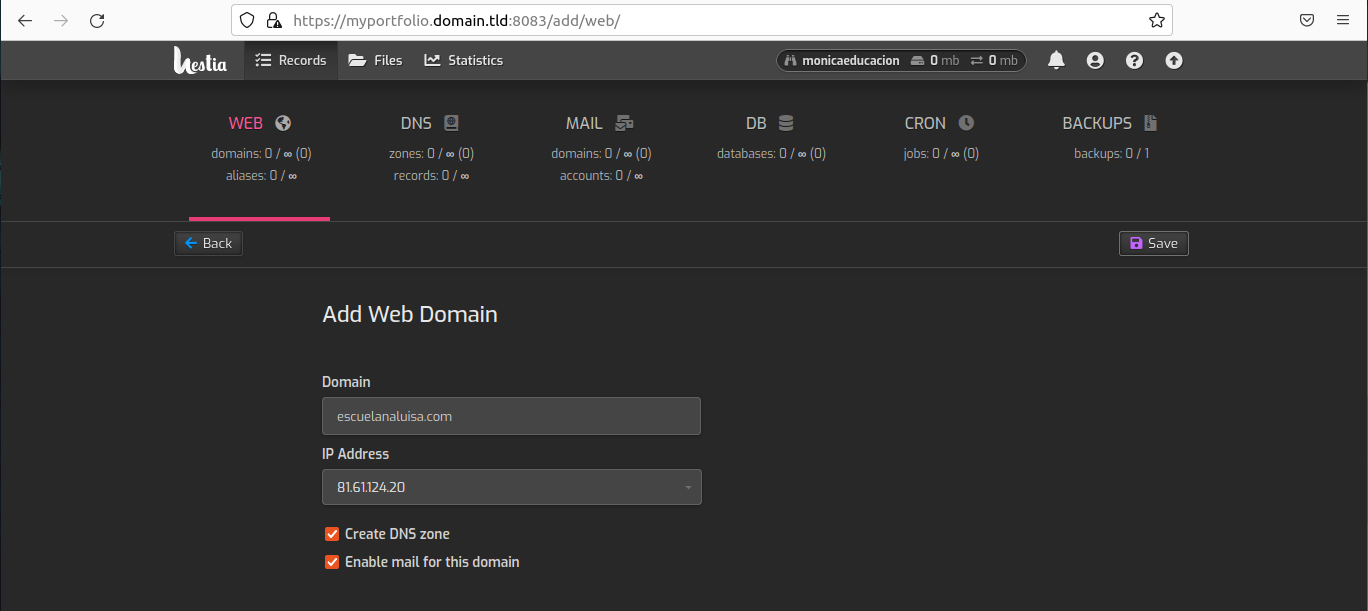 https://myportfolio.domain.tld:8083/add/web/
hestia Records Files Statistics monicaeducacion 0 mb 0 mb
WEB DNS MAIL DB CRON BACKUPS
domains: 0 / ∞ (0) zones: 0 / ∞ (0) domains: 0 / ∞ (0) databases: 0 / ∞ (0) jobs: 0 / ∞ (0) backups: 0 / 1
aliases: 0 / ∞ records: 0 / ∞ accounts: 0 / ∞
Back Save
Add Web Domain
Domain
escuelanaluisa.com
IP Address
81.61.124.20
Create DNS zone
Enable mail for this domain